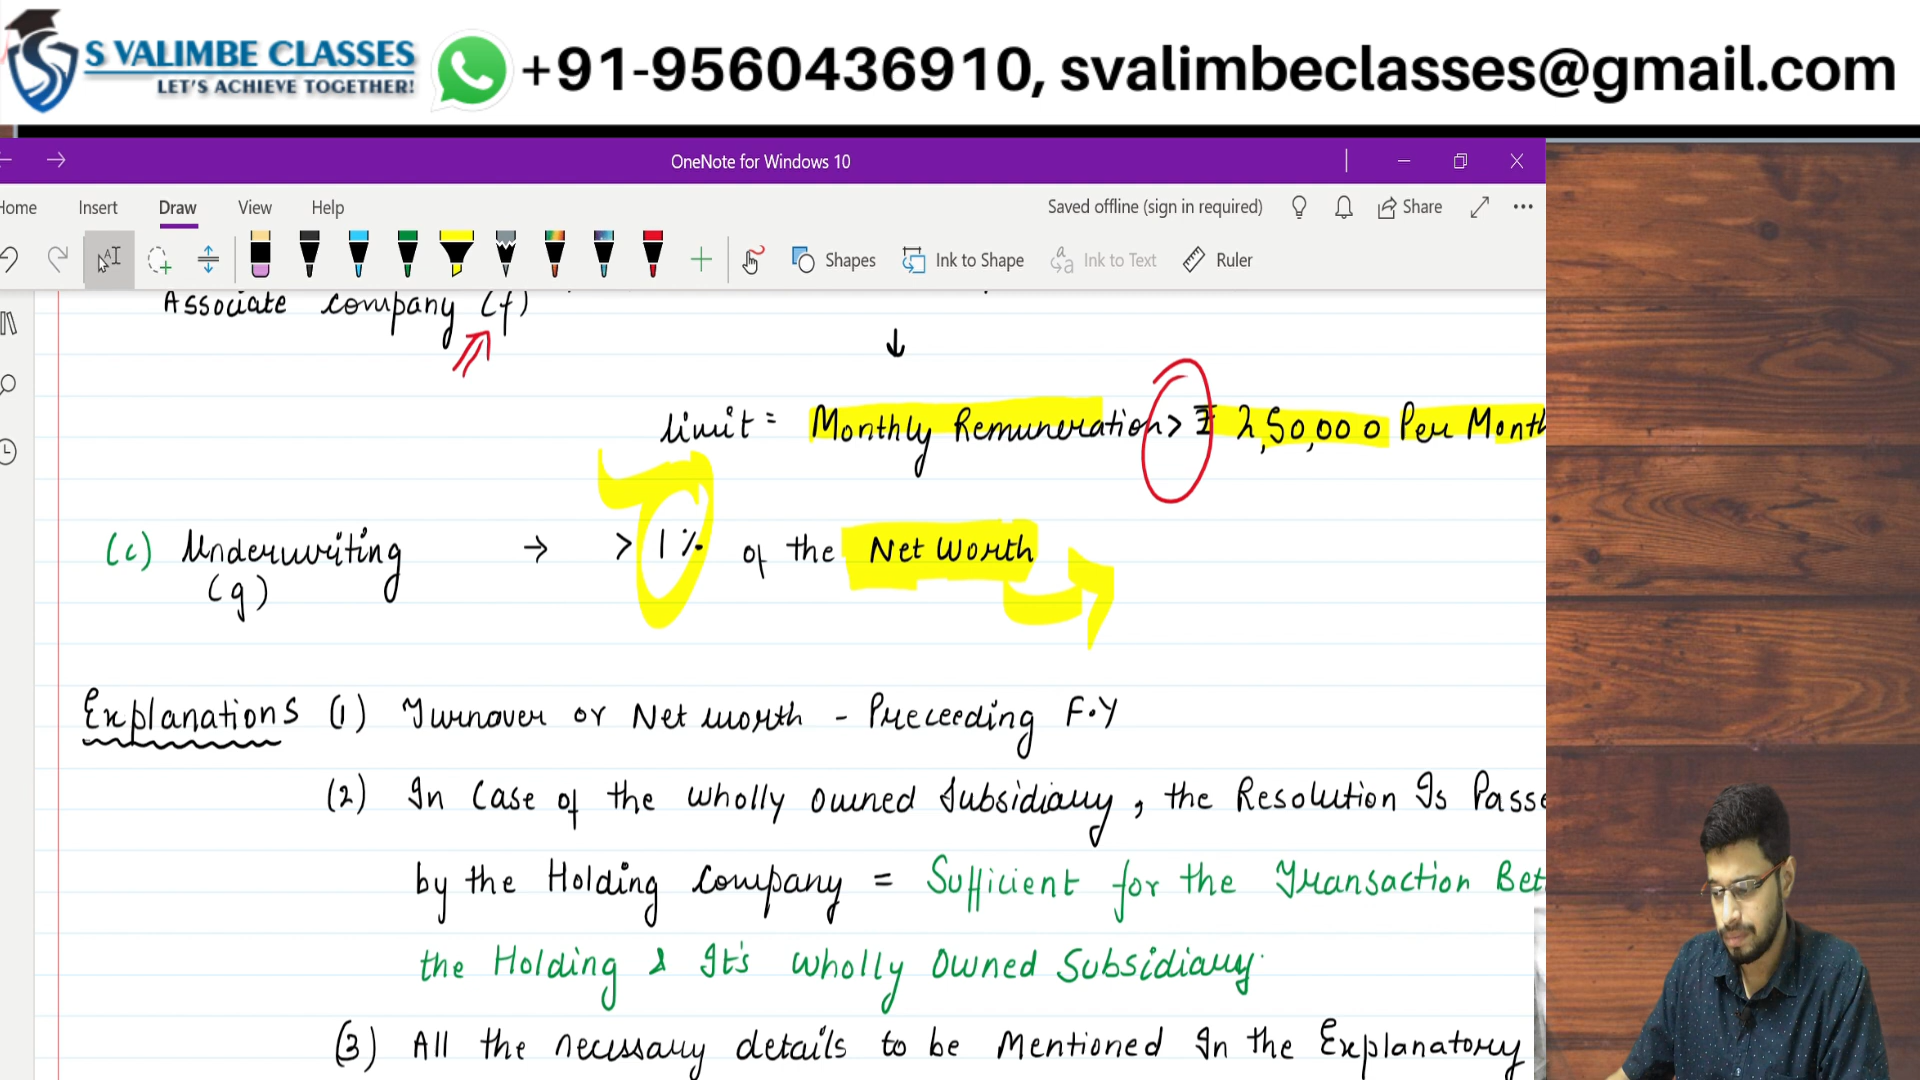 S VALIMBE CLASSES
LET'S ACHIEVE TOGETHER!
+91-9560436910, svalimbeclasses@gmail.com
OneNote for Windows 10
Home Insert Draw View Help
Saved offline (sign in required) Share
Shapes Ink to Shape Ink to Text Ruler
Associate company (f)
limit = Monthly Remuneration > ₹ 2,50,000 Per Month
(c) Underwriting → > 1% of the Net Worth
(g)
Explanations (1) Turnover or Net worth - Preceeding F.Y
(2) In Case of the wholly owned Subsidiary, the Resolution Is Passe
by the Holding company = Sufficient for the Transaction Bet
the Holding & It's wholly Owned Subsidiary.
(3) All the necessary details to be Mentioned In the Explanatory